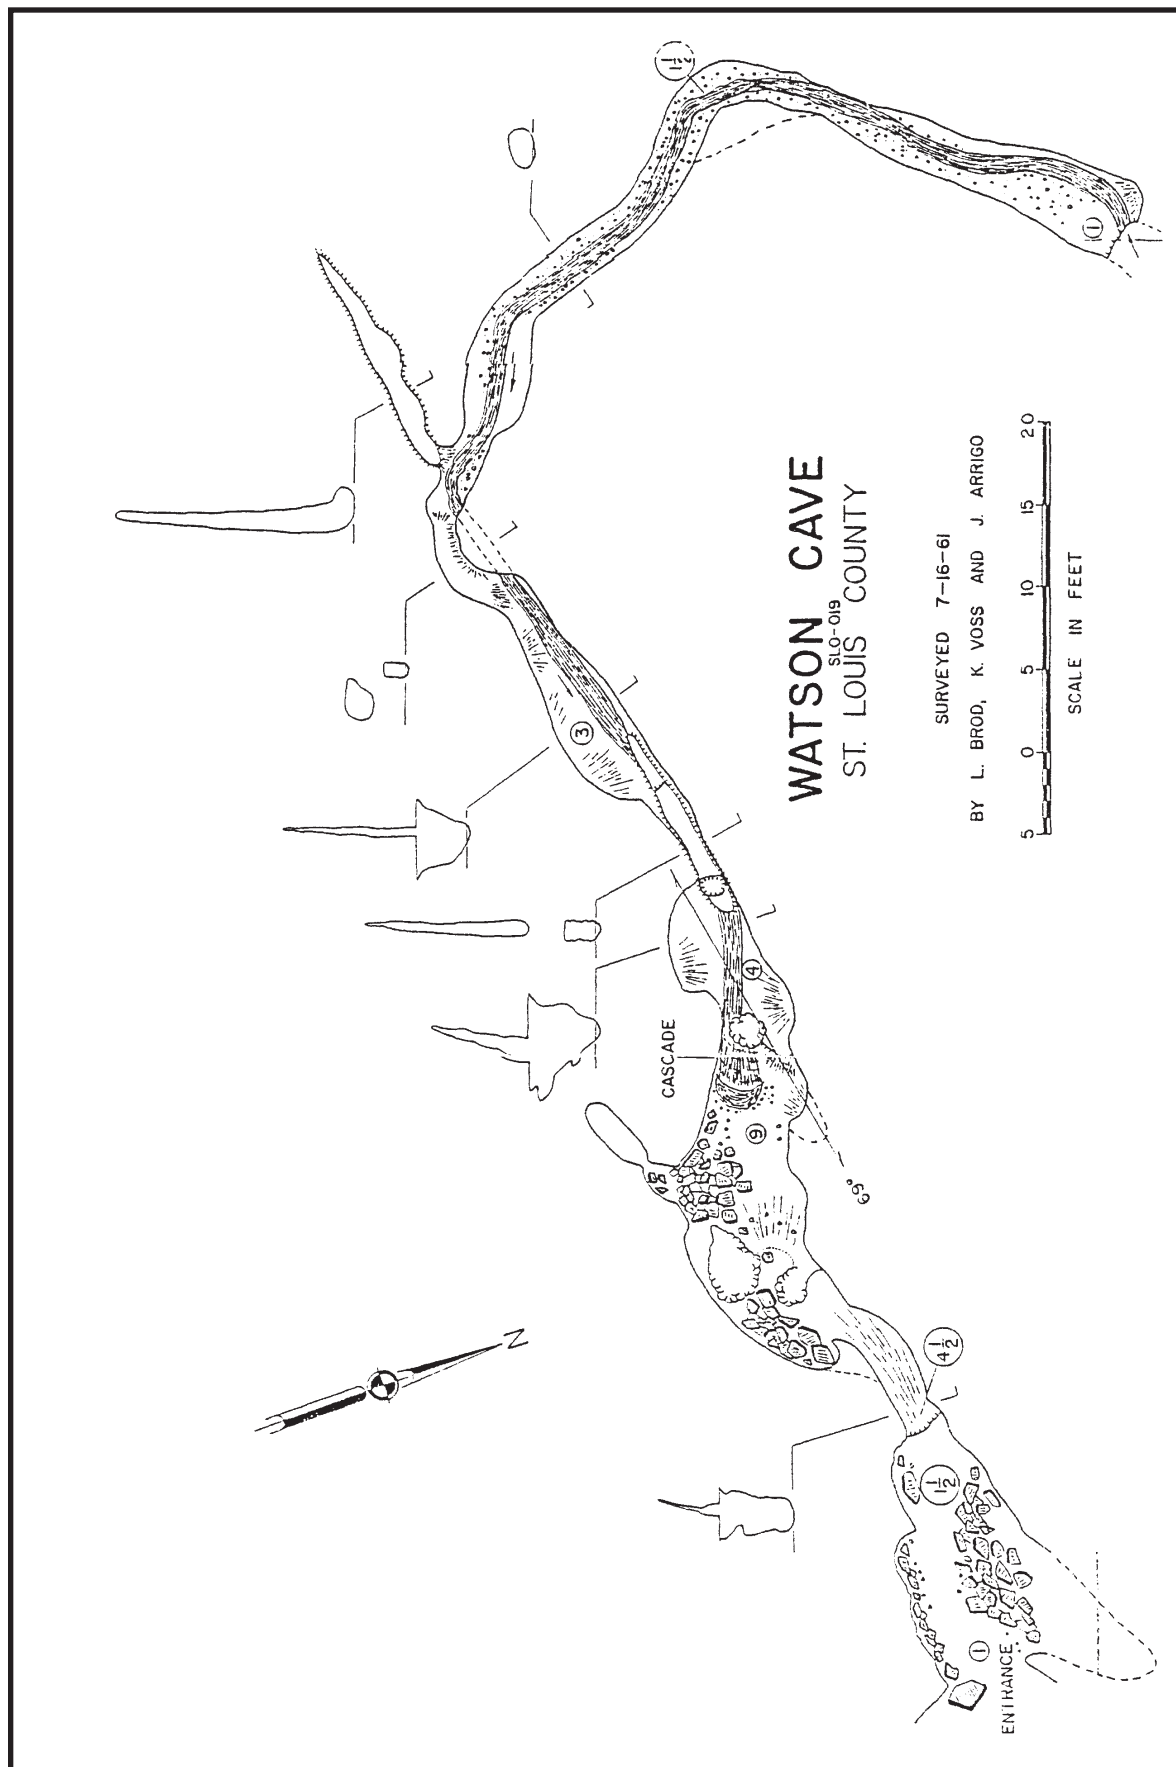 WATSON CAVE
SLO-019
ST. LOUIS COUNTY
SURVEYED 7-16-61
BY L. BROD, K. VOSS AND J. ARRIGO
5 0 5 10 15 20
SCALE IN FEET
CASCADE
ENTRANCE
N
1
1½
4½
4
3
1½
1